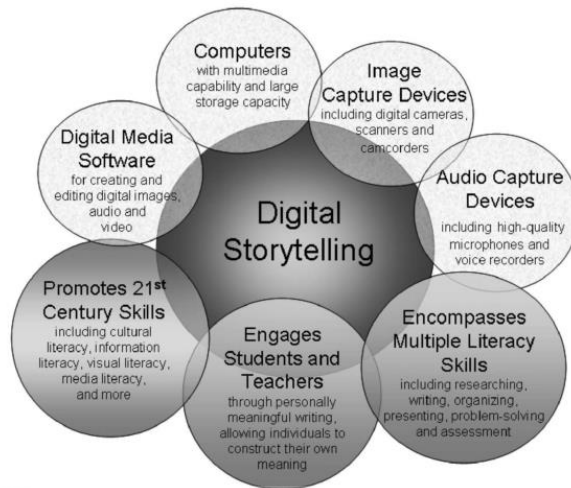 Computers
with multimedia
capability and large
storage capacity
Image
Capture Devices
including digital cameras,
scanners and
camcorders
Digital Media
Software
for creating and
editing digital images,
audio and
video
Audio Capture
Devices
including high-quality
microphones and
voice recorders
Digital
Storytelling
Promotes 21st
Century Skills
including cultural
literacy, information
literacy, visual literacy,
media literacy,
and more
Engages
Students and
Teachers
through personally
meaningful writing,
allowing individuals to
construct their own
meaning
Encompasses
Multiple Literacy
Skills
including researching,
writing, organizing,
presenting, problem-solving
and assessment